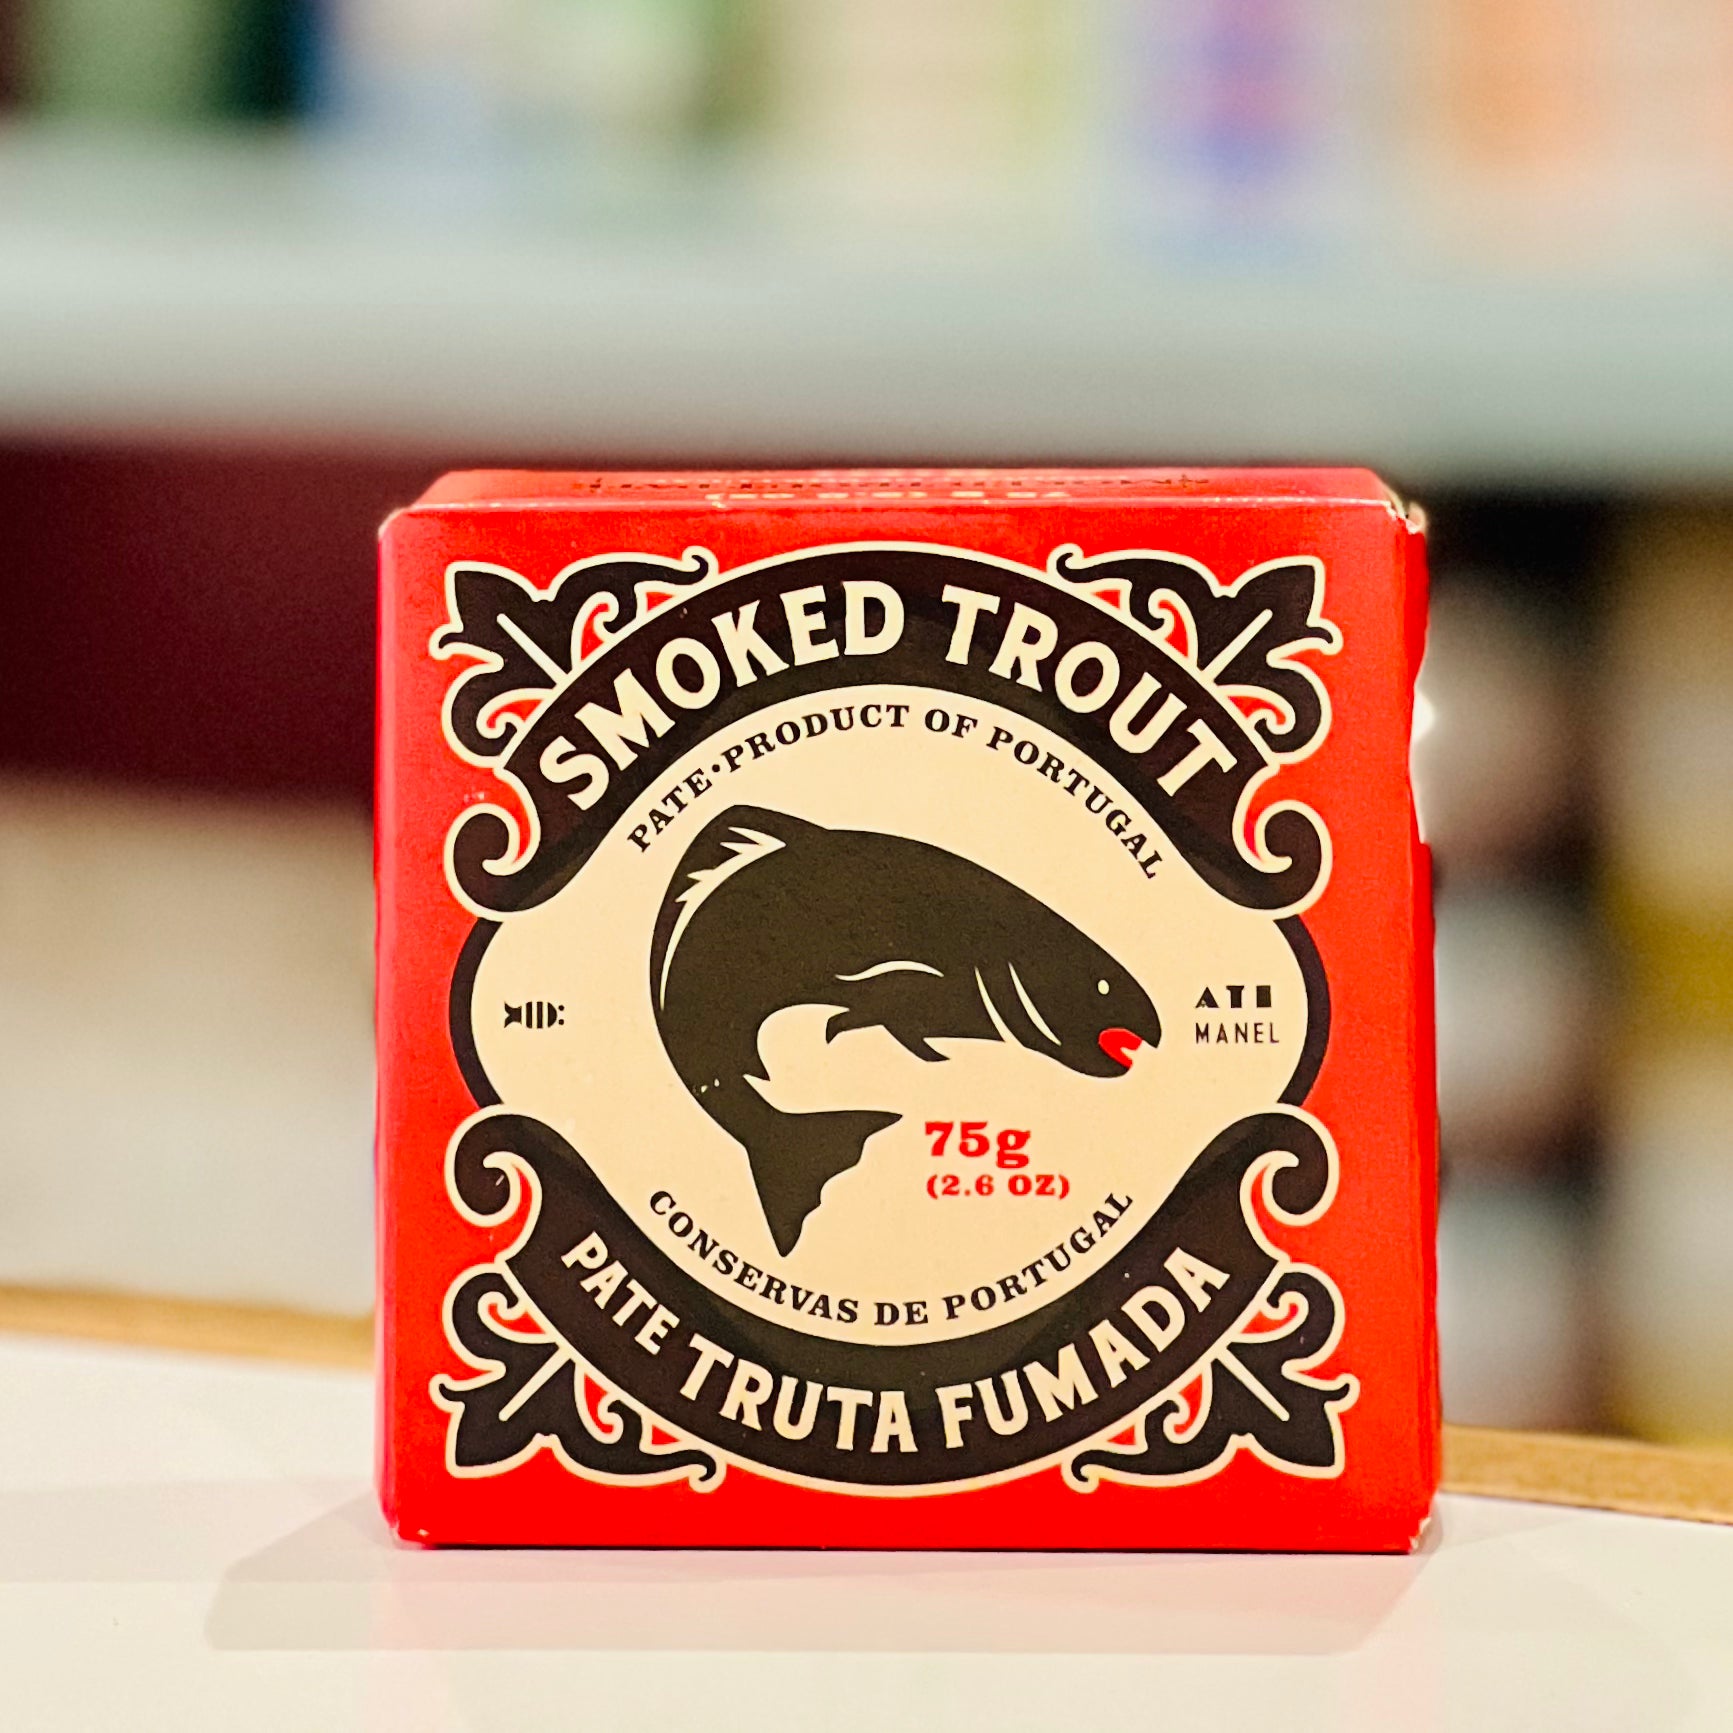 SMOKED TROUT
PATE•PRODUCT OF PORTUGAL
ATI
MANEL
75g
(2.6 OZ)
CONSERVAS DE PORTUGAL
PATE TRUTA FUMADA